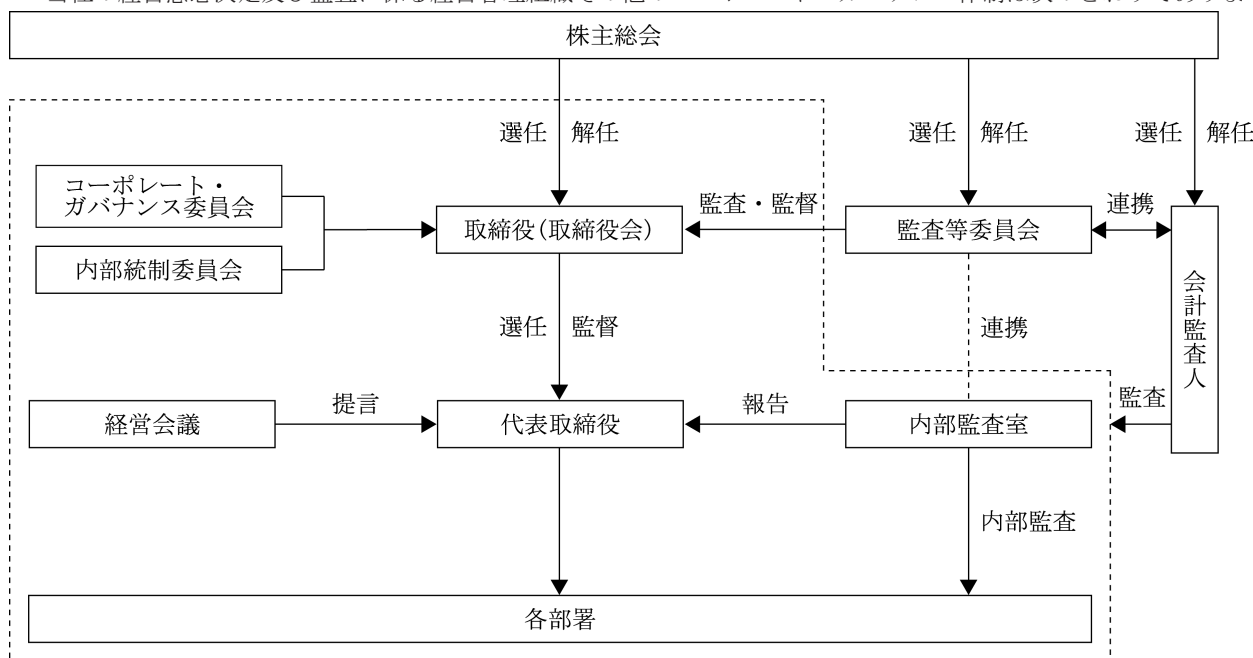 株主総会
選任 解任
選任 解任
選任 解任
コーポレート・
ガバナンス委員会
内部統制委員会
取締役(取締役会)
監査・監督
監査等委員会
連携
会計監査人
選任 監督
連携
経営会議
提言
代表取締役
報告
内部監査室
監査
内部監査
各部署